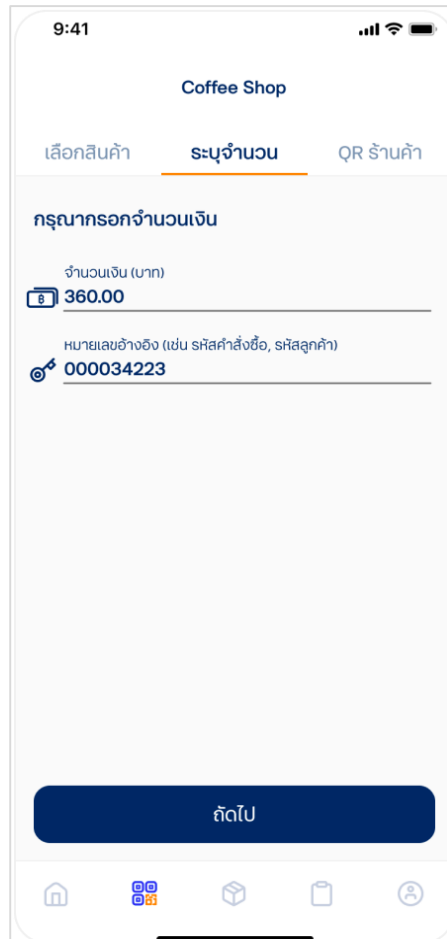 9:41
Coffee Shop
เลือกสินค้า ระบุจำนวน QR ร้านค้า
กรุณากรอกจำนวนเงิน
จำนวนเงิน (บาท)
360.00
หมายเลขอ้างอิง (เช่น รหัสคำสั่งซื้อ, รหัสลูกค้า)
000034223
ถัดไป